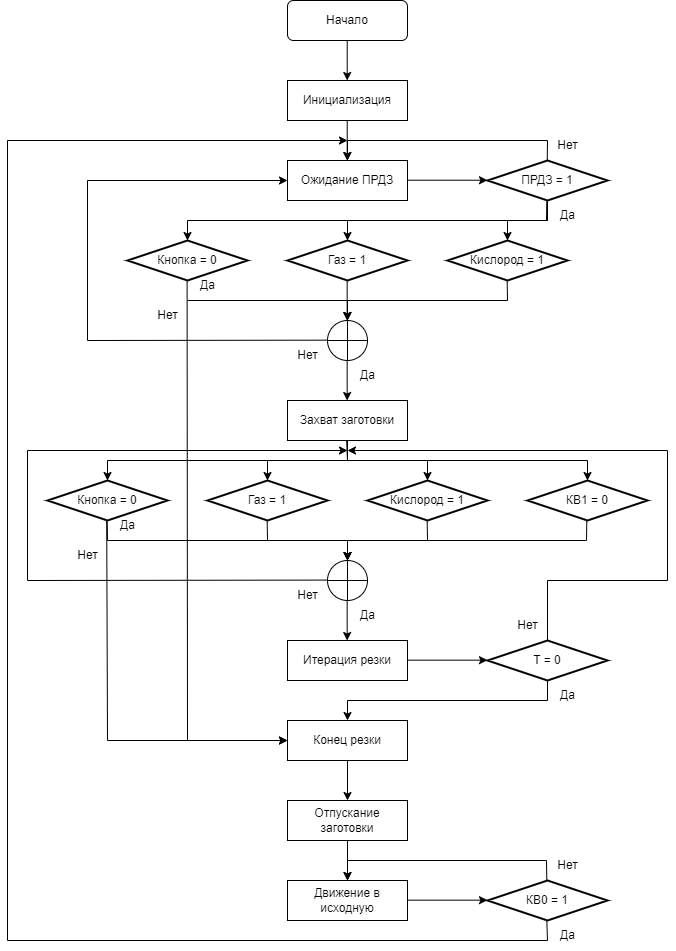 Начало
Инициализация
Нет
Ожидание ПРДЗ
ПРДЗ = 1
Да
Кнопка = 0
Газ = 1
Кислород = 1
Да
Нет
Нет
Да
Захват заготовки
Кнопка = 0
Газ = 1
Кислород = 1
КВ1 = 0
Да
Нет
Нет
Да
Нет
Итерация резки
Т = 0
Да
Конец резки
Отпускание
заготовки
Нет
Движение в
исходную
КВ0 = 1
Да